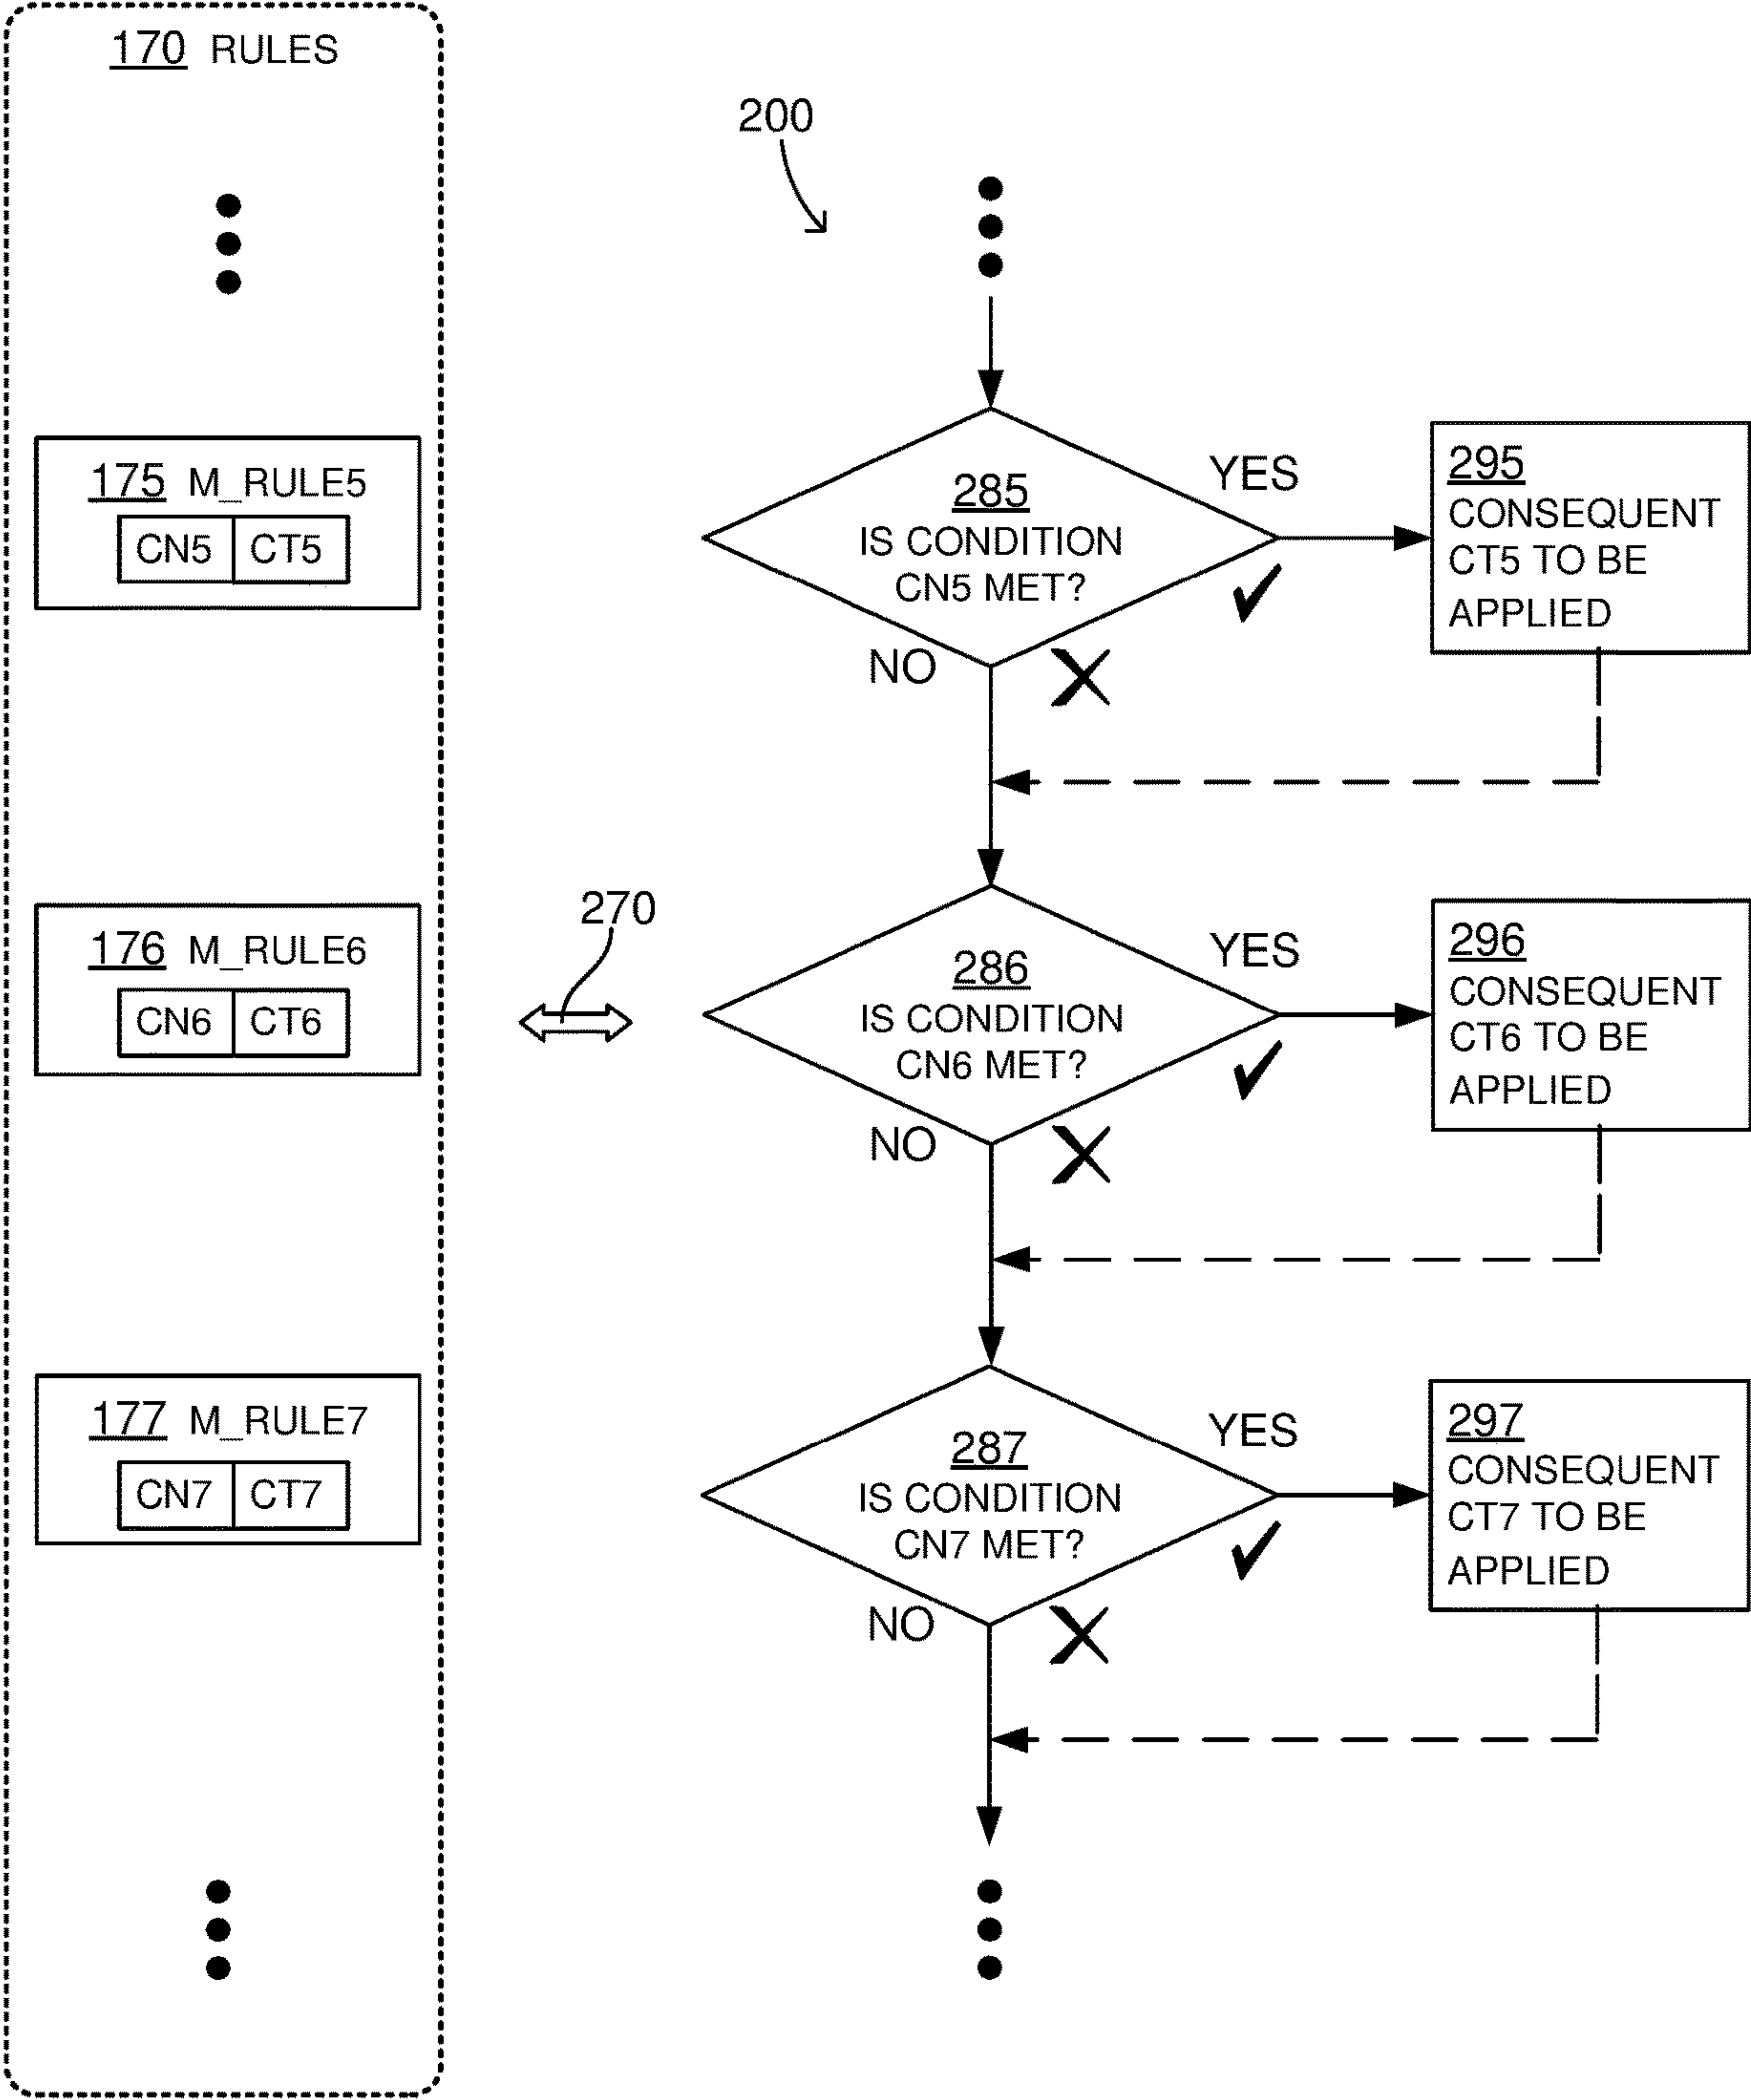 170 RULES
200
175 M_RULE5
CN5 CT5
285
IS CONDITION
CN5 MET?
YES
NO
295
CONSEQUENT
CT5 TO BE
APPLIED
176 M_RULE6
CN6 CT6
270
286
IS CONDITION
CN6 MET?
YES
NO
296
CONSEQUENT
CT6 TO BE
APPLIED
177 M_RULE7
CN7 CT7
287
IS CONDITION
CN7 MET?
YES
NO
297
CONSEQUENT
CT7 TO BE
APPLIED